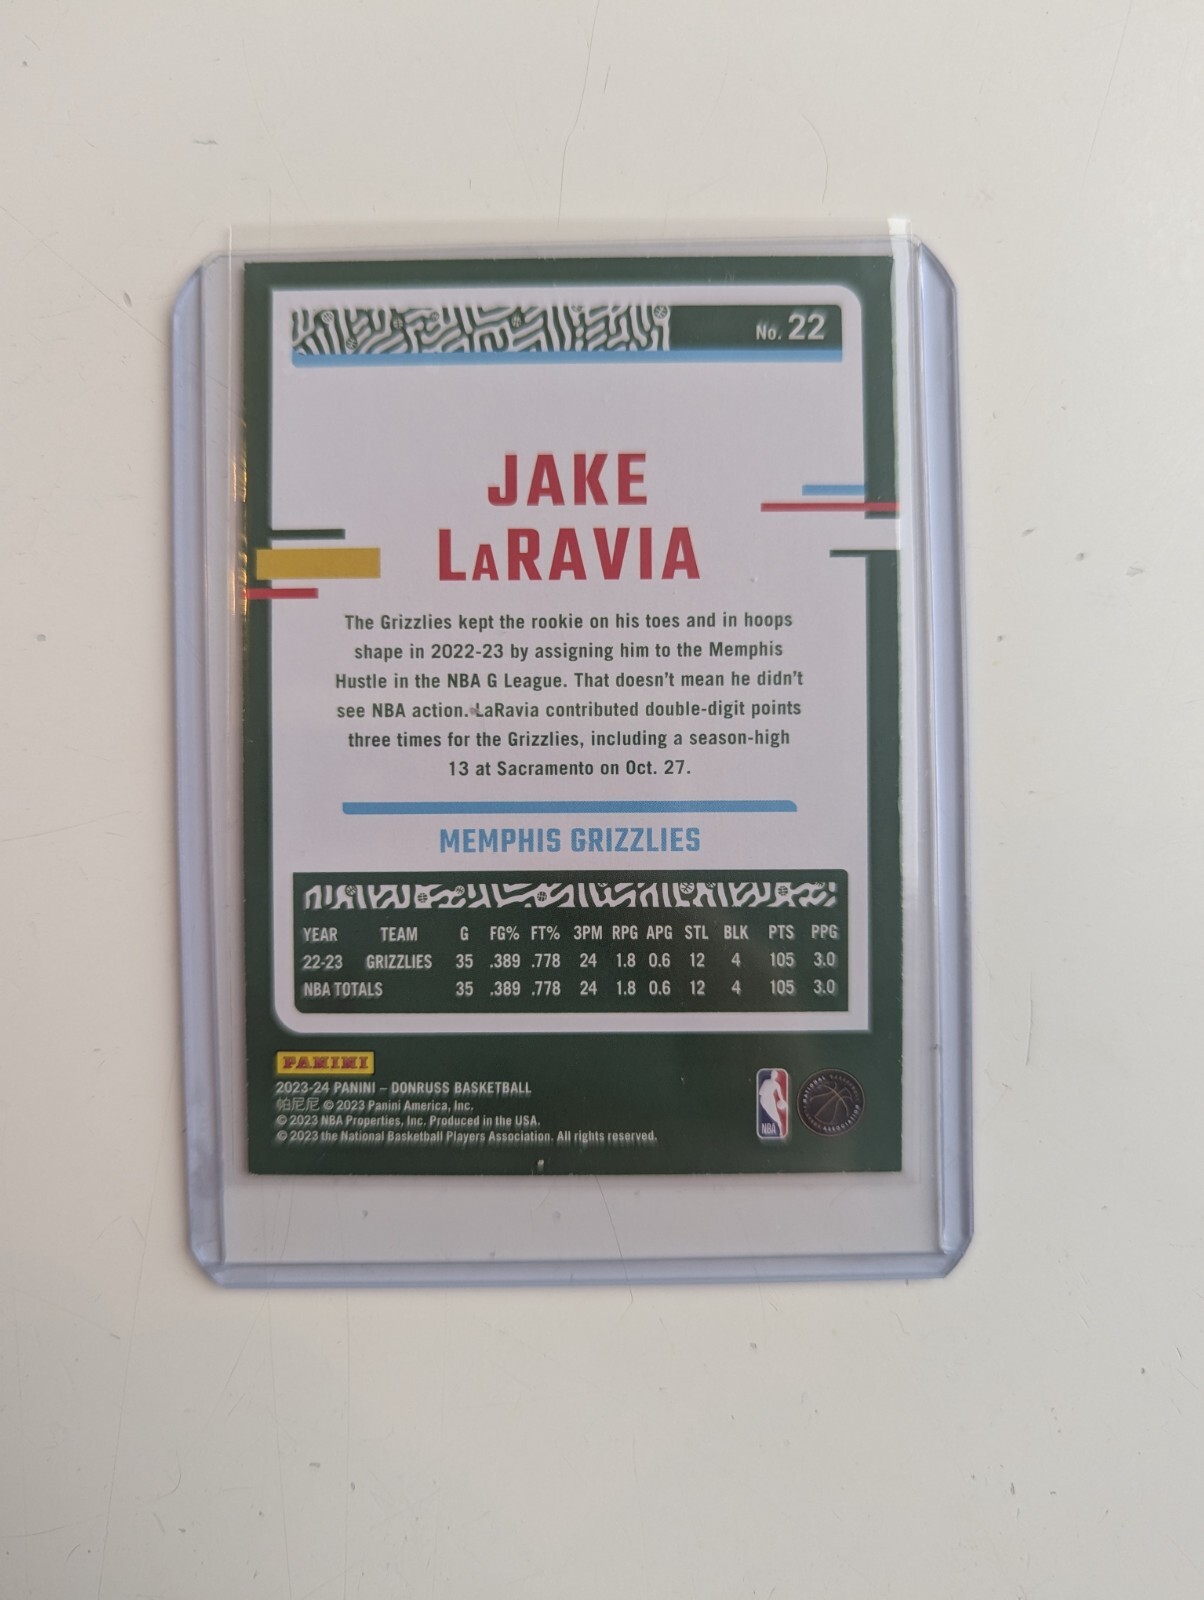 No. 22
JAKE
LARAVIA
The Grizzlies kept the rookie on his toes and in hoops
shape in 2022-23 by assigning him to the Memphis
Hustle in the NBA G League. That doesn't mean he didn't
see NBA action. LaRavia contributed double-digit points
three times for the Grizzlies, including a season-high
13 at Sacramento on Oct. 27.
MEMPHIS GRIZZLIES
YEAR TEAM G FG% FT% 3PM RPG APG STL BLK PTS PPG
22-23 GRIZZLIES 35 .389 .778 24 1.8 0.6 12 4 105 3.0
NBA TOTALS 35 .389 .778 24 1.8 0.6 12 4 105 3.0
PANINI
2023-24 PANINI – DONRUSS BASKETBALL
帕尼尼 © 2023 Panini America, Inc.
© 2023 NBA Properties, Inc. Produced in the USA.
© 2023 the National Basketball Players Association. All rights reserved.
NBA
NATIONAL BASKETBALL PLAYERS ASSOCIATION